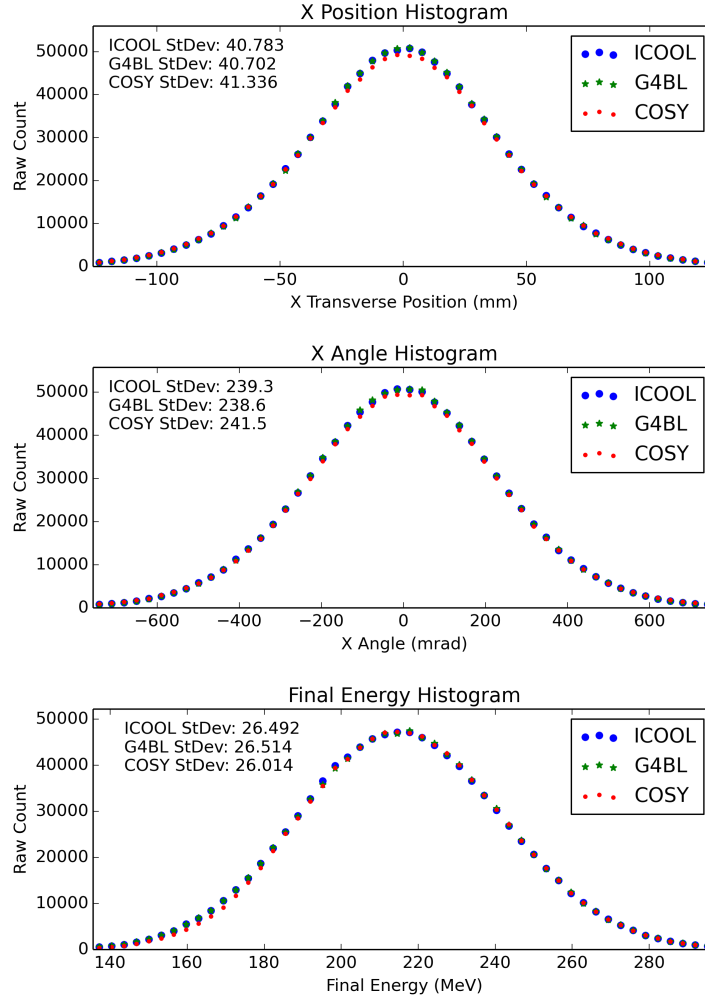 X Position Histogram
ICOOL StDev: 40.783
G4BL StDev: 40.702
COSY StDev: 41.336
ICOOL
G4BL
COSY
Raw Count
50000
40000
30000
20000
10000
0
−100
−50
0
50
100
X Transverse Position (mm)
X Angle Histogram
ICOOL StDev: 239.3
G4BL StDev: 238.6
COSY StDev: 241.5
ICOOL
G4BL
COSY
Raw Count
50000
40000
30000
20000
10000
0
−600
−400
−200
0
200
400
600
X Angle (mrad)
Final Energy Histogram
ICOOL StDev: 26.492
G4BL StDev: 26.514
COSY StDev: 26.014
ICOOL
G4BL
COSY
Raw Count
50000
40000
30000
20000
10000
0
140
160
180
200
220
240
260
280
Final Energy (MeV)